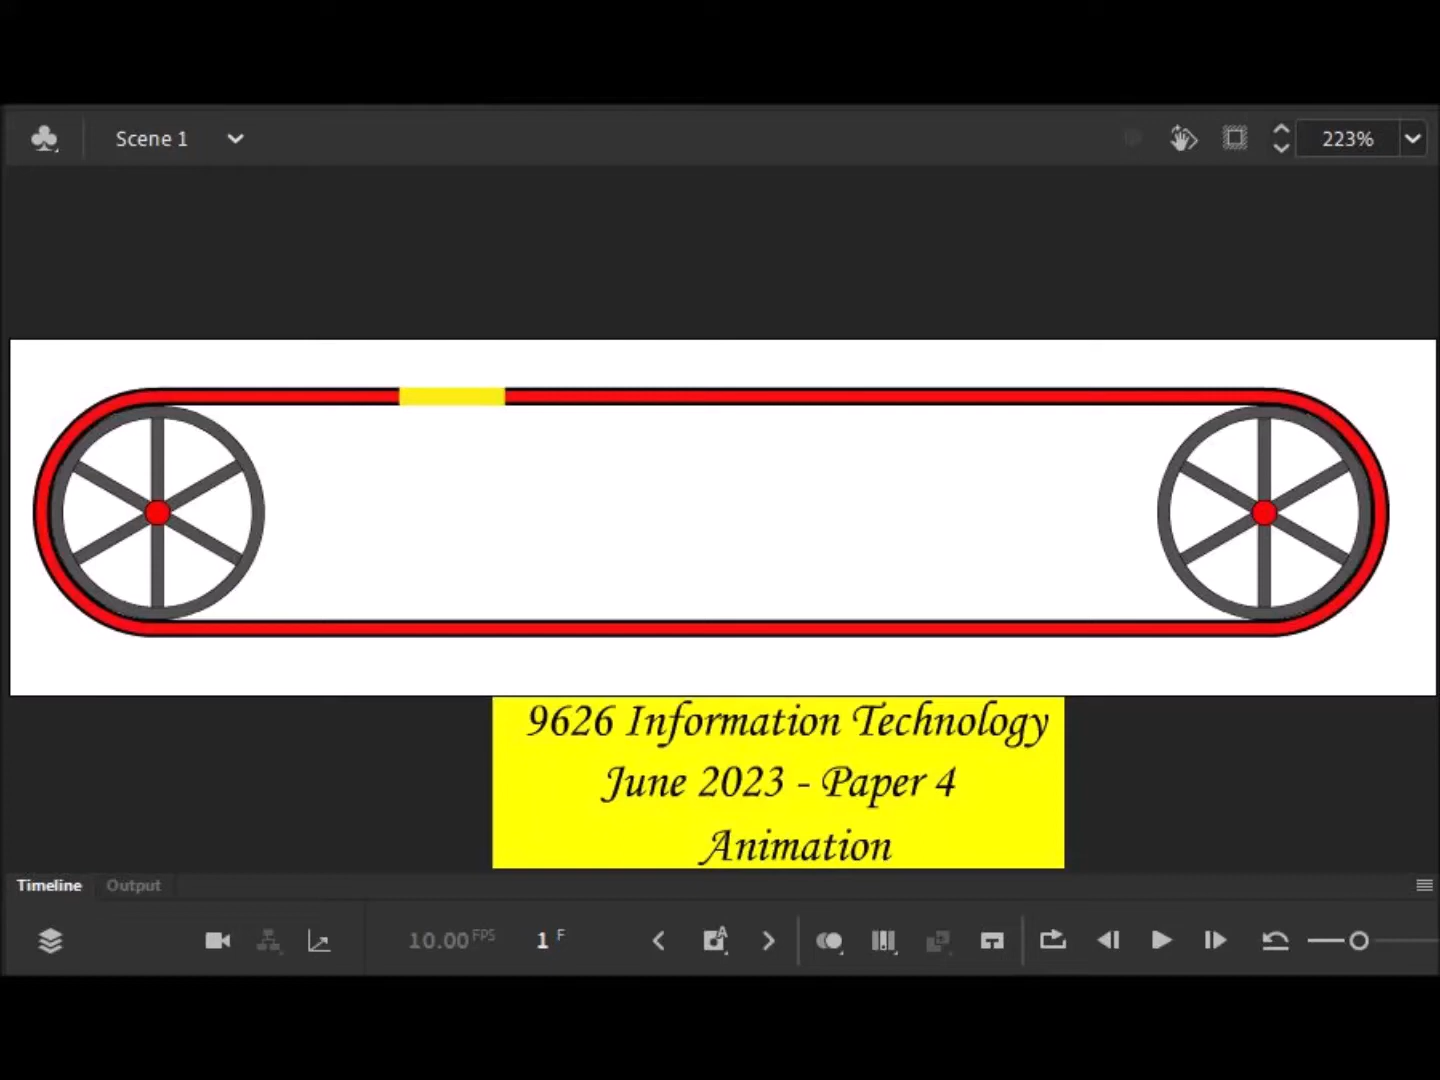 Scene 1
223%
9626 Information Technology
June 2023 - Paper 4
Animation
Timeline Output
10.00 FPS 1 F